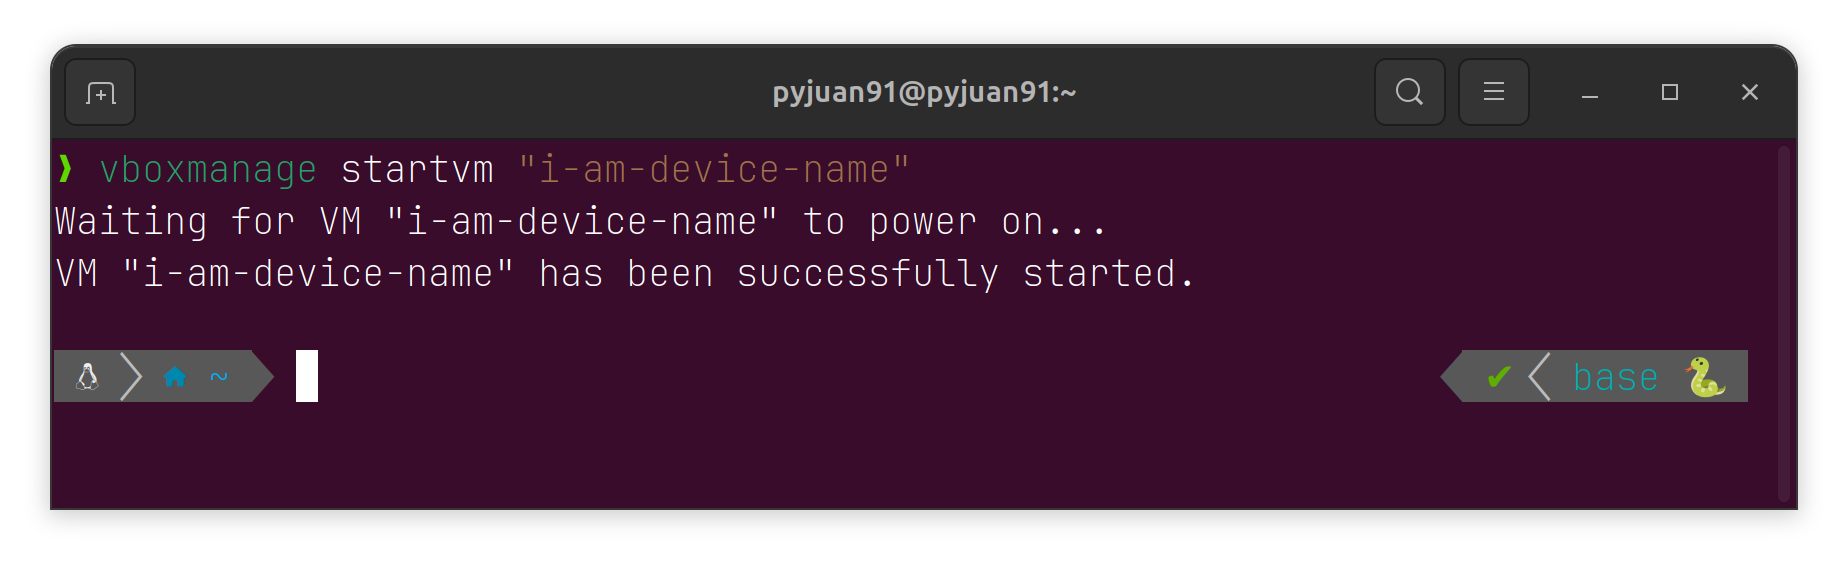 pyjuan91@pyjuan91:~
❱ vboxmanage startvm "i-am-device-name"
Waiting for VM "i-am-device-name" to power on...
VM "i-am-device-name" has been successfully started.
~ ✔ base 🐍